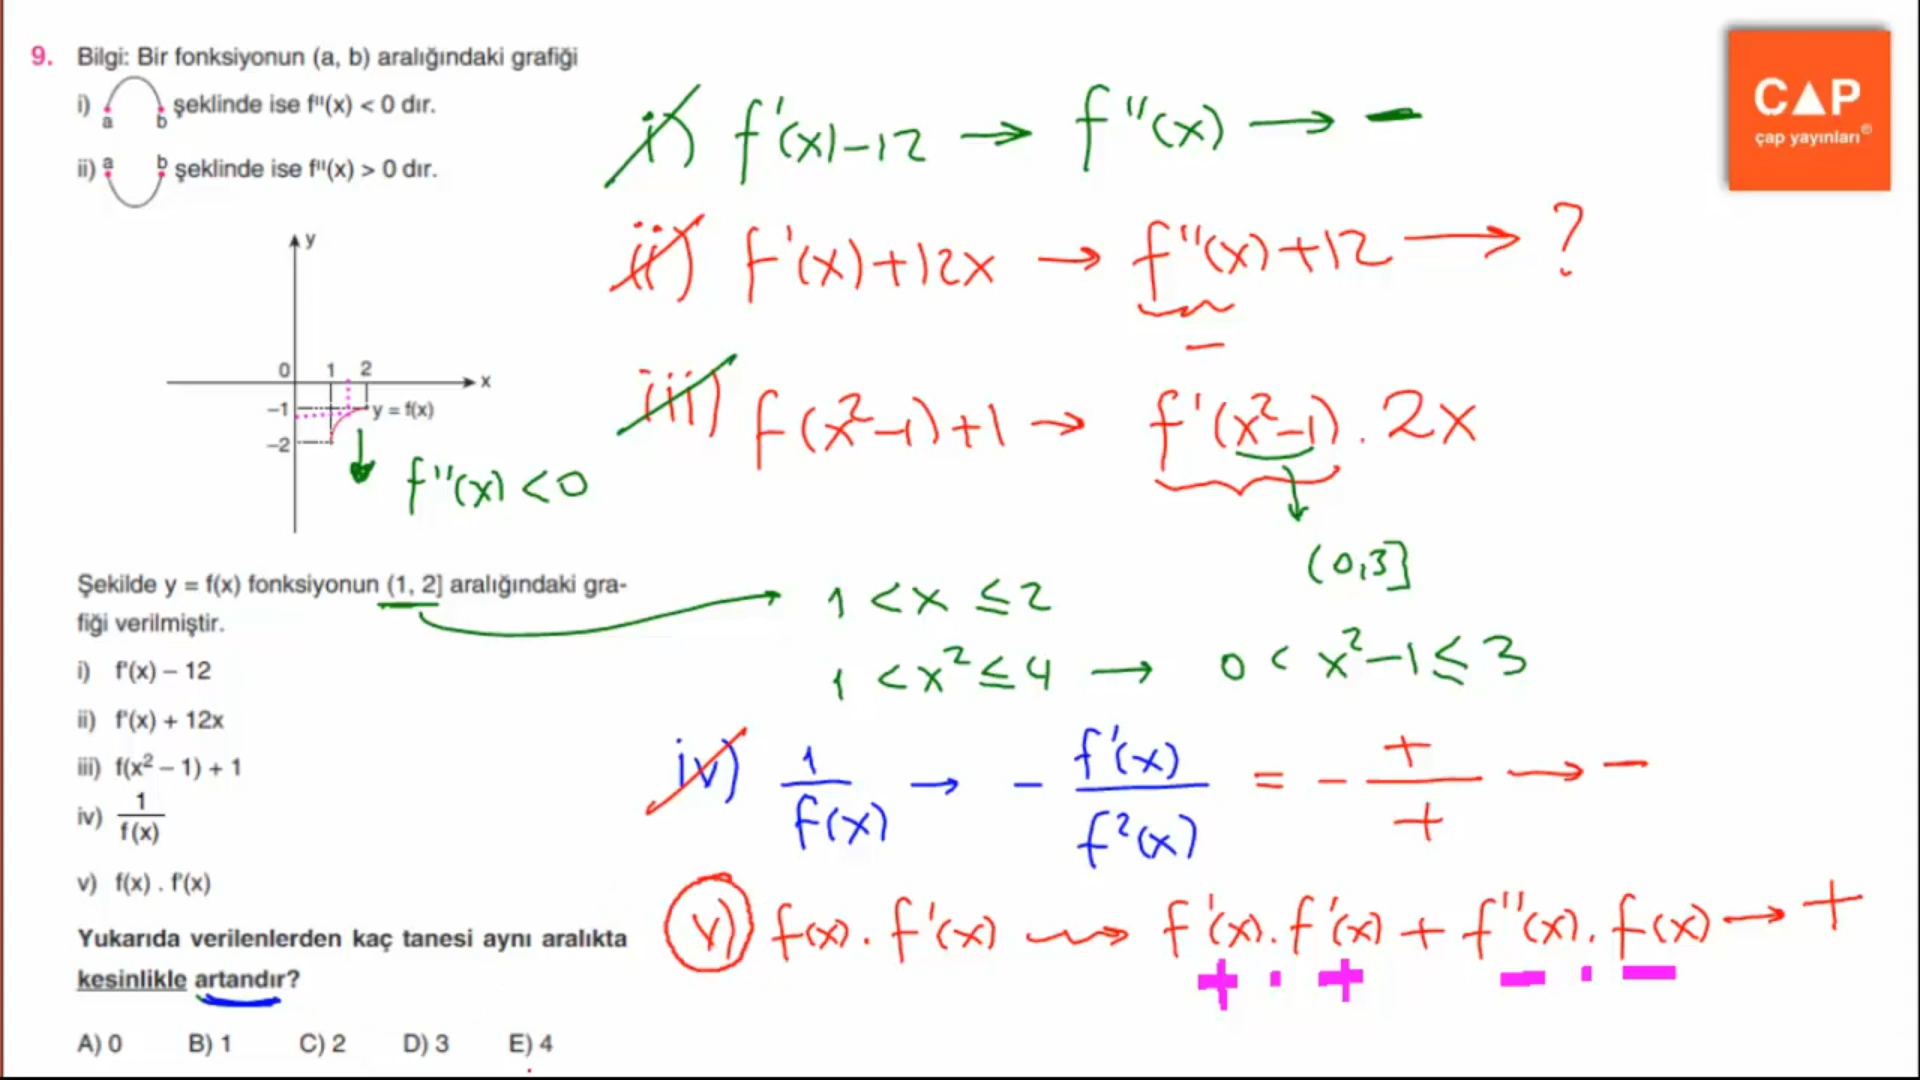 9. Bilgi: Bir fonksiyonun (a, b) aralığındaki grafiği
i) a b şeklinde ise f''(x) < 0 dır.
ii) a b şeklinde ise f''(x) > 0 dır.
y
0 1 2 x
-1 y = f(x)
-2
f''(x) < 0
Şekilde y = f(x) fonksiyonun (1, 2] aralığındaki gra-
fiği verilmiştir.
i) f'(x) – 12
ii) f'(x) + 12x
iii) f(x² – 1) + 1
iv) 1/f(x)
v) f(x) . f'(x)
Yukarıda verilenlerden kaç tanesi aynı aralıkta
kesinlikle artandır?
A) 0 B) 1 C) 2 D) 3 E) 4
i) f'(x)-12 → f''(x) → -
ii) f'(x)+12x → f''(x)+12 → ?
-
iii) f(x²-1)+1 → f'(x²-1).2x
(0,3]
1 < x ≤ 2
1 < x² ≤ 4 → 0 < x²-1 ≤ 3
iv) 1/f(x) → - f'(x)/f²(x) = - +/+ → -
v) f(x).f'(x) → f'(x).f'(x) + f''(x).f(x) → +
+ . + - . -
ÇAP
çap yayınları©